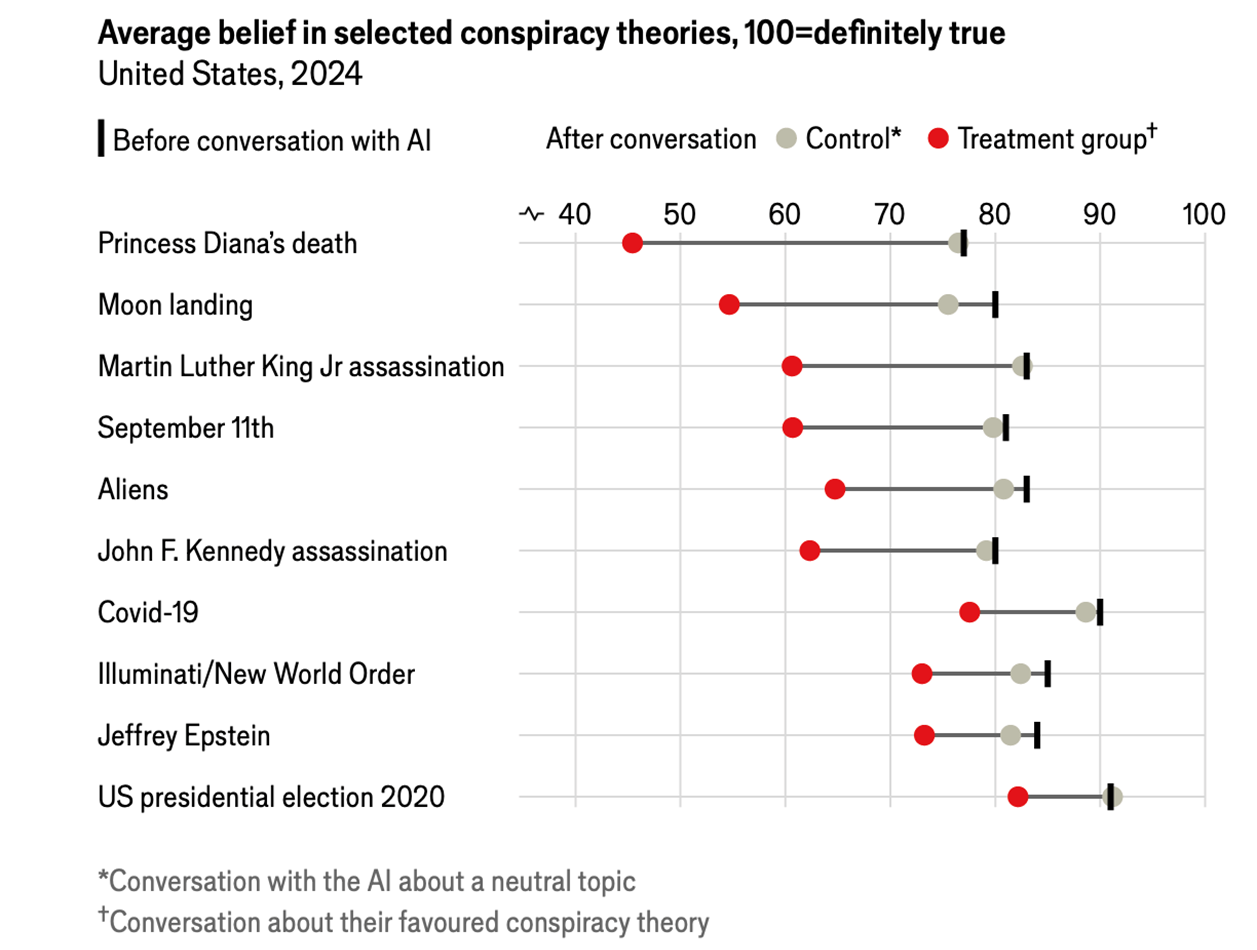 Average belief in selected conspiracy theories, 100=definitely true
United States, 2024
Before conversation with AI
After conversation
Control*
Treatment group†
40 50 60 70 80 90 100
Princess Diana’s death
Moon landing
Martin Luther King Jr assassination
September 11th
Aliens
John F. Kennedy assassination
Covid-19
Illuminati/New World Order
Jeffrey Epstein
US presidential election 2020
*Conversation with the AI about a neutral topic
†Conversation about their favoured conspiracy theory